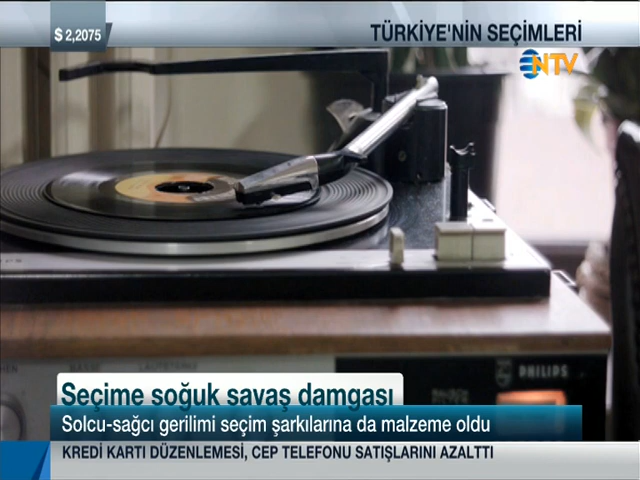 $ 2,2075
TÜRKİYE'NİN SEÇİMLERİ
NTV
PHILIPS
Seçime soğuk savaş damgası
Solcu-sağcı gerilimi seçim şarkılarına da malzeme oldu
KREDİ KARTI DÜZENLEMESİ, CEP TELEFONU SATIŞLARINI AZALTTI